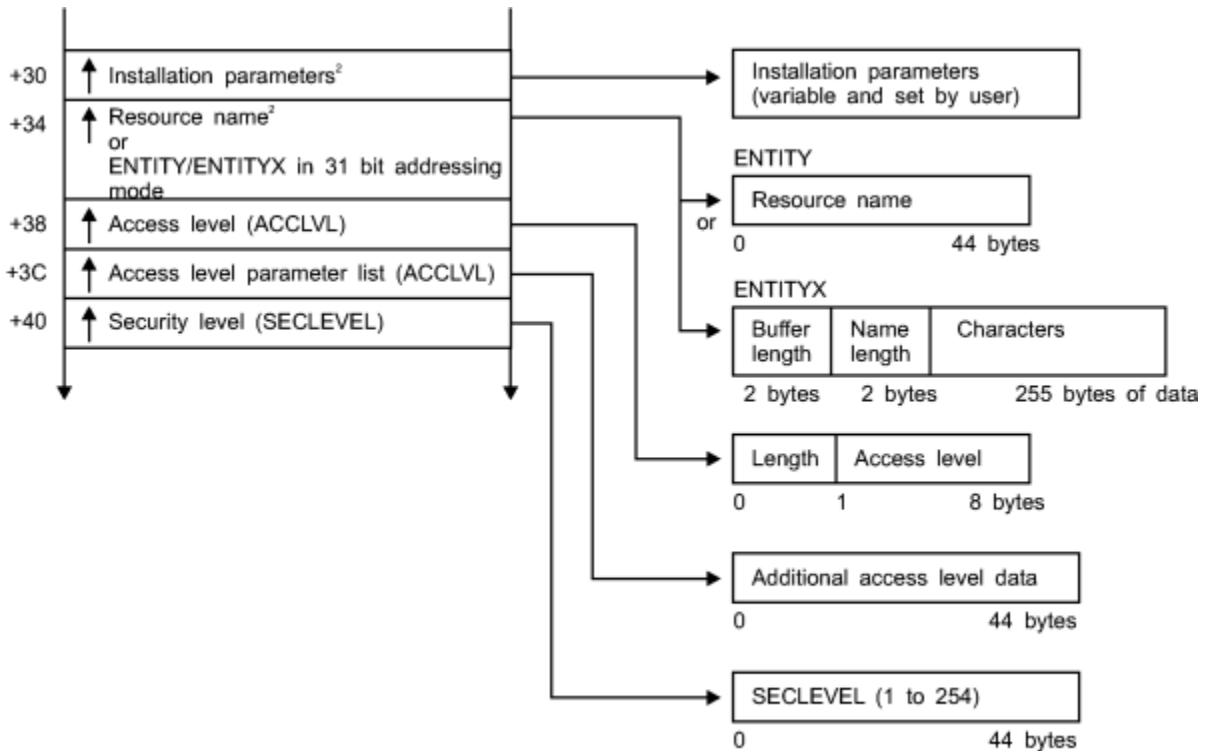 +30
Installation parameters²
+34
Resource name²
or
ENTITY/ENTITYX in 31 bit addressing
mode
+38
Access level (ACCLVL)
+3C
Access level parameter list (ACCLVL)
+40
Security level (SECLEVEL)
Installation parameters
(variable and set by user)
ENTITY
Resource name
or
0 44 bytes
ENTITYX
Buffer
length
Name
length
Characters
2 bytes 2 bytes 255 bytes of data
Length Access level
0 1 8 bytes
Additional access level data
0 44 bytes
SECLEVEL (1 to 254)
0 44 bytes